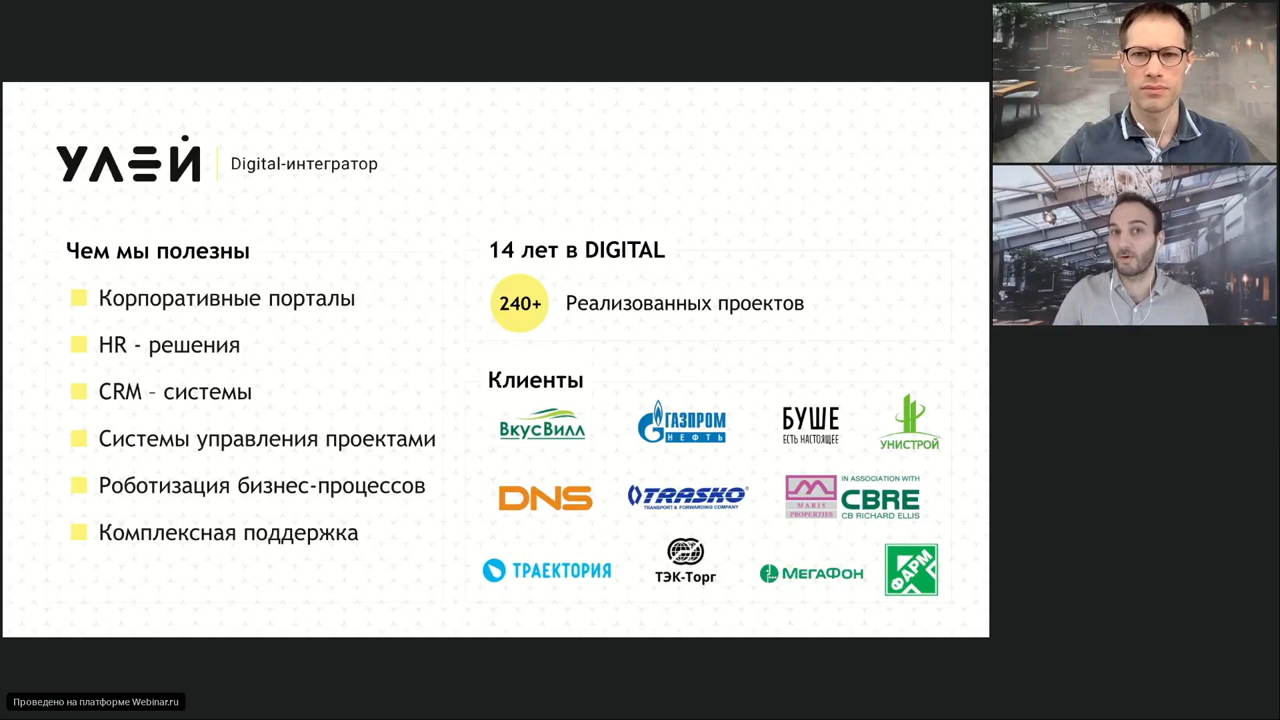 УЛЕЙ
Digital-интегратор
Чем мы полезны
Корпоративные порталы
HR - решения
CRM – системы
Системы управления проектами
Роботизация бизнес-процессов
Комплексная поддержка
14 лет в DIGITAL
240+
Реализованных проектов
Клиенты
ВкусВилл
ГАЗПРОМ
НЕФТЬ
БУШЕ
ЕСТЬ НАСТОЯЩЕЕ
УНИСТРОЙ
DNS
TRASKO
TRANSPORT & FORWARDING COMPANY
MARIS
PROPERTIES
IN ASSOCIATION WITH
CBRE
CB RICHARD ELLIS
ТРАЕКТОРИЯ
ТЭК-Торг
МЕГАФОН
ФАРМ
Проведено на платформе Webinar.ru